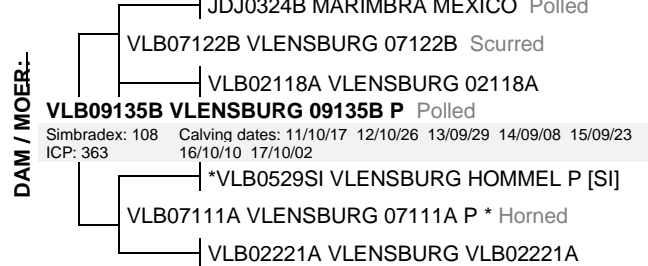 JDJ0324B MARIMBRA MEXICO Polled
VLB07122B VLENSBURG 07122B Scurred
VLB02118A VLENSBURG 02118A
DAM / MOER:
VLB09135B VLENSBURG 09135B P Polled
Simbradex: 108 Calving dates: 11/10/17 12/10/26 13/09/29 14/09/08 15/09/23
ICP: 363 16/10/10 17/10/02
*VLB0529SI VLENSBURG HOMMEL P [SI]
VLB07111A VLENSBURG 07111A P * Horned
VLB02221A VLENSBURG VLB02221A